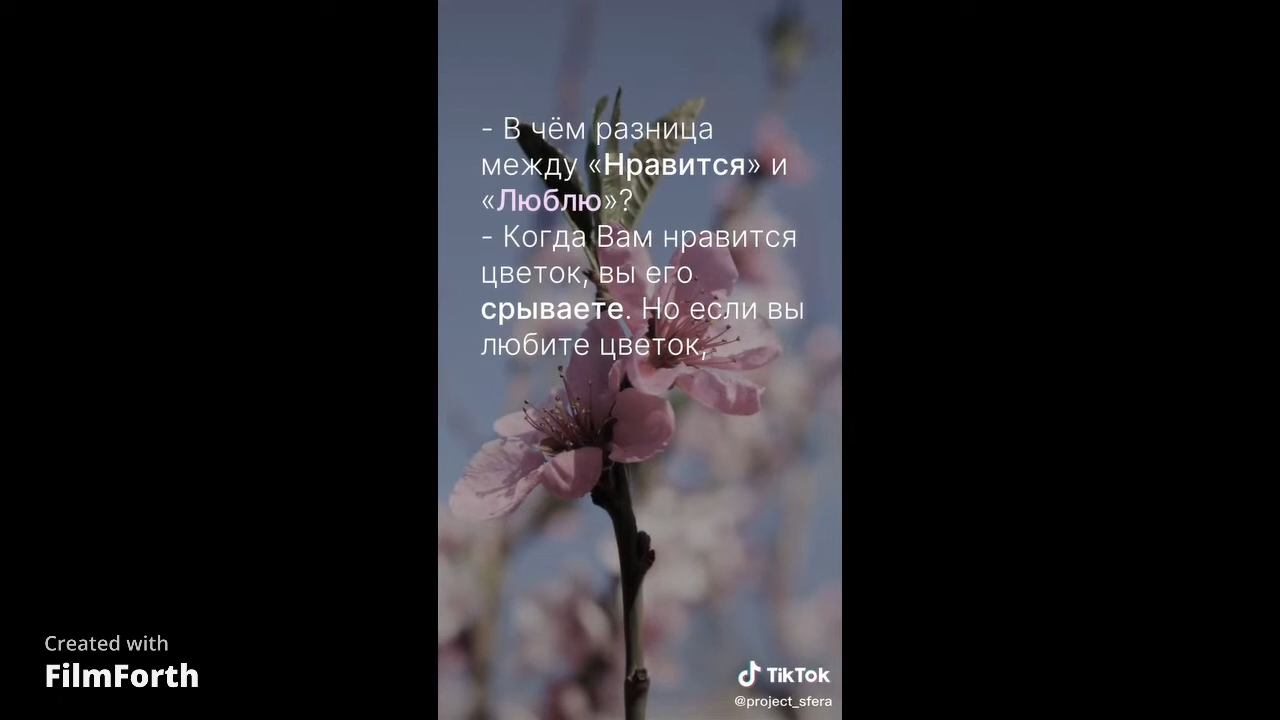 - В чём разница
между «Нравится» и
«Люблю»?
- Когда Вам нравится
цветок, вы его
срываете. Но если вы
любите цветок,
Created with
FilmForth
TikTok
@project_sfera